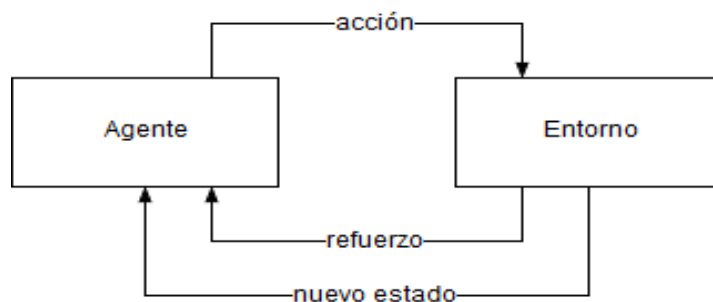 acción
Agente
Entorno
refuerzo
nuevo estado